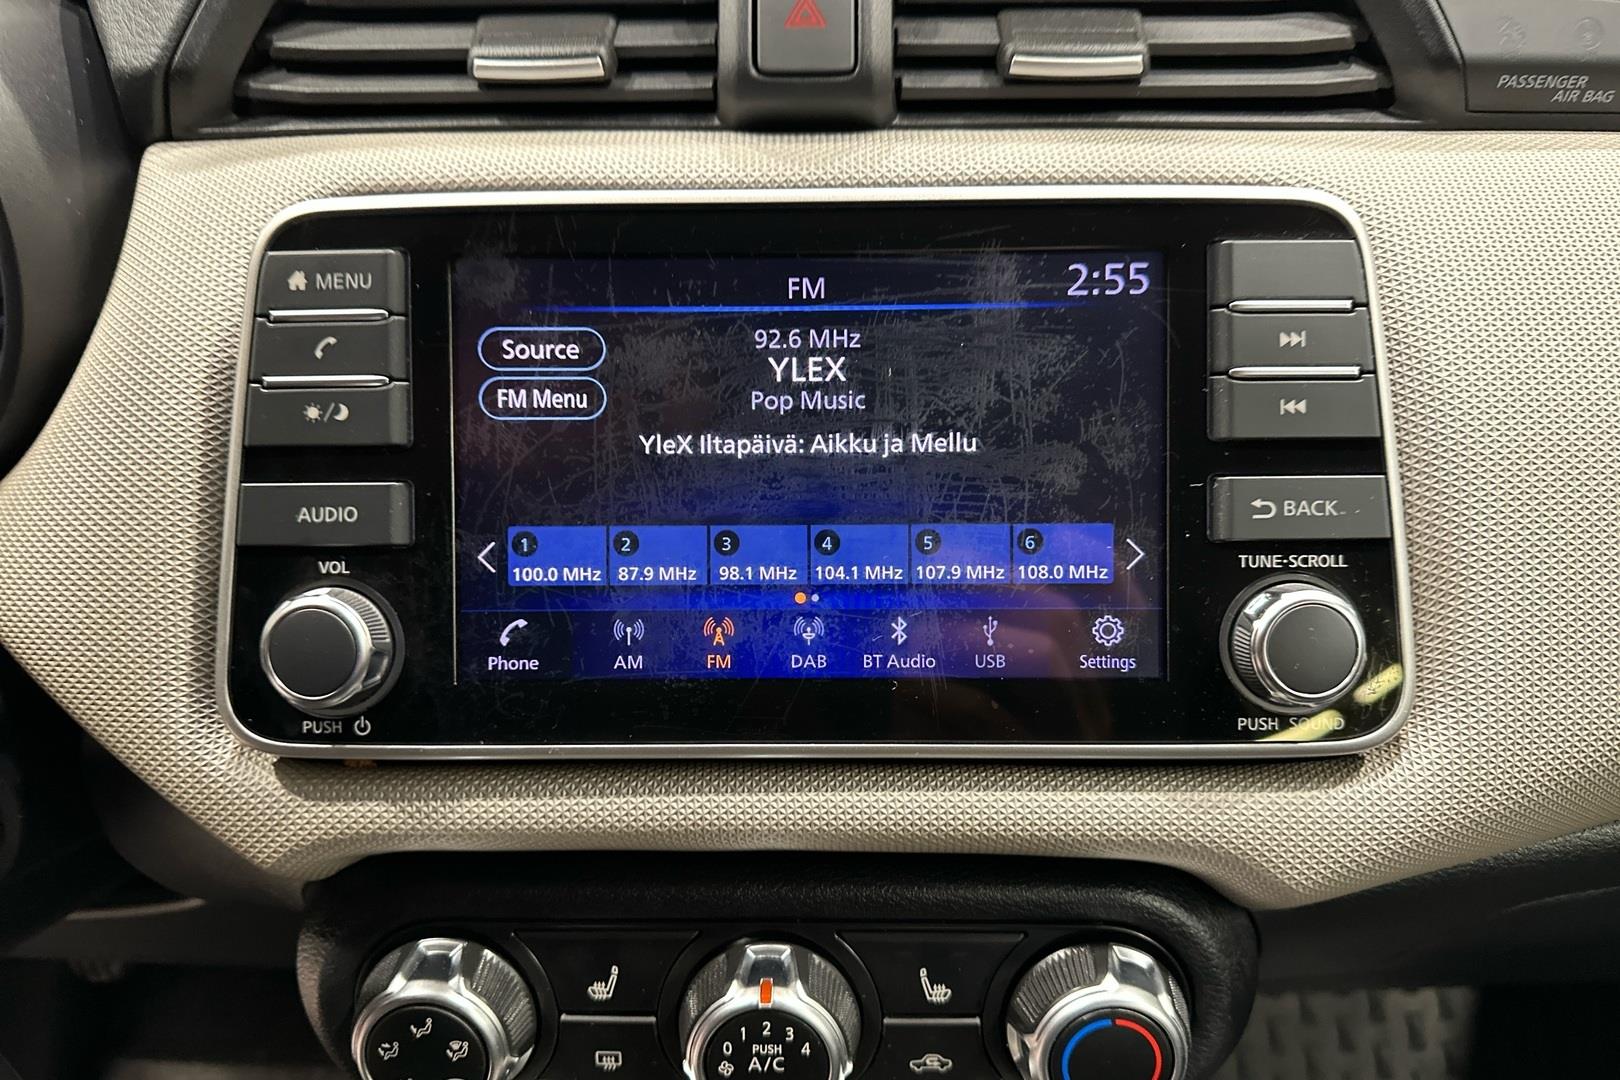 PASSENGER
AIR BAG
MENU
AUDIO
VOL
PUSH
FM
2:55
Source
FM Menu
92.6 MHz
YLEX
Pop Music
YleX Iltapäivä: Aikku ja Mellu
1 2 3 4 5 6
100.0 MHz 87.9 MHz 98.1 MHz 104.1 MHz 107.9 MHz 108.0 MHz
Phone AM FM DAB BT Audio USB Settings
BACK
TUNE·SCROLL
PUSH SOUND
0 1 2 3 4
PUSH
A/C